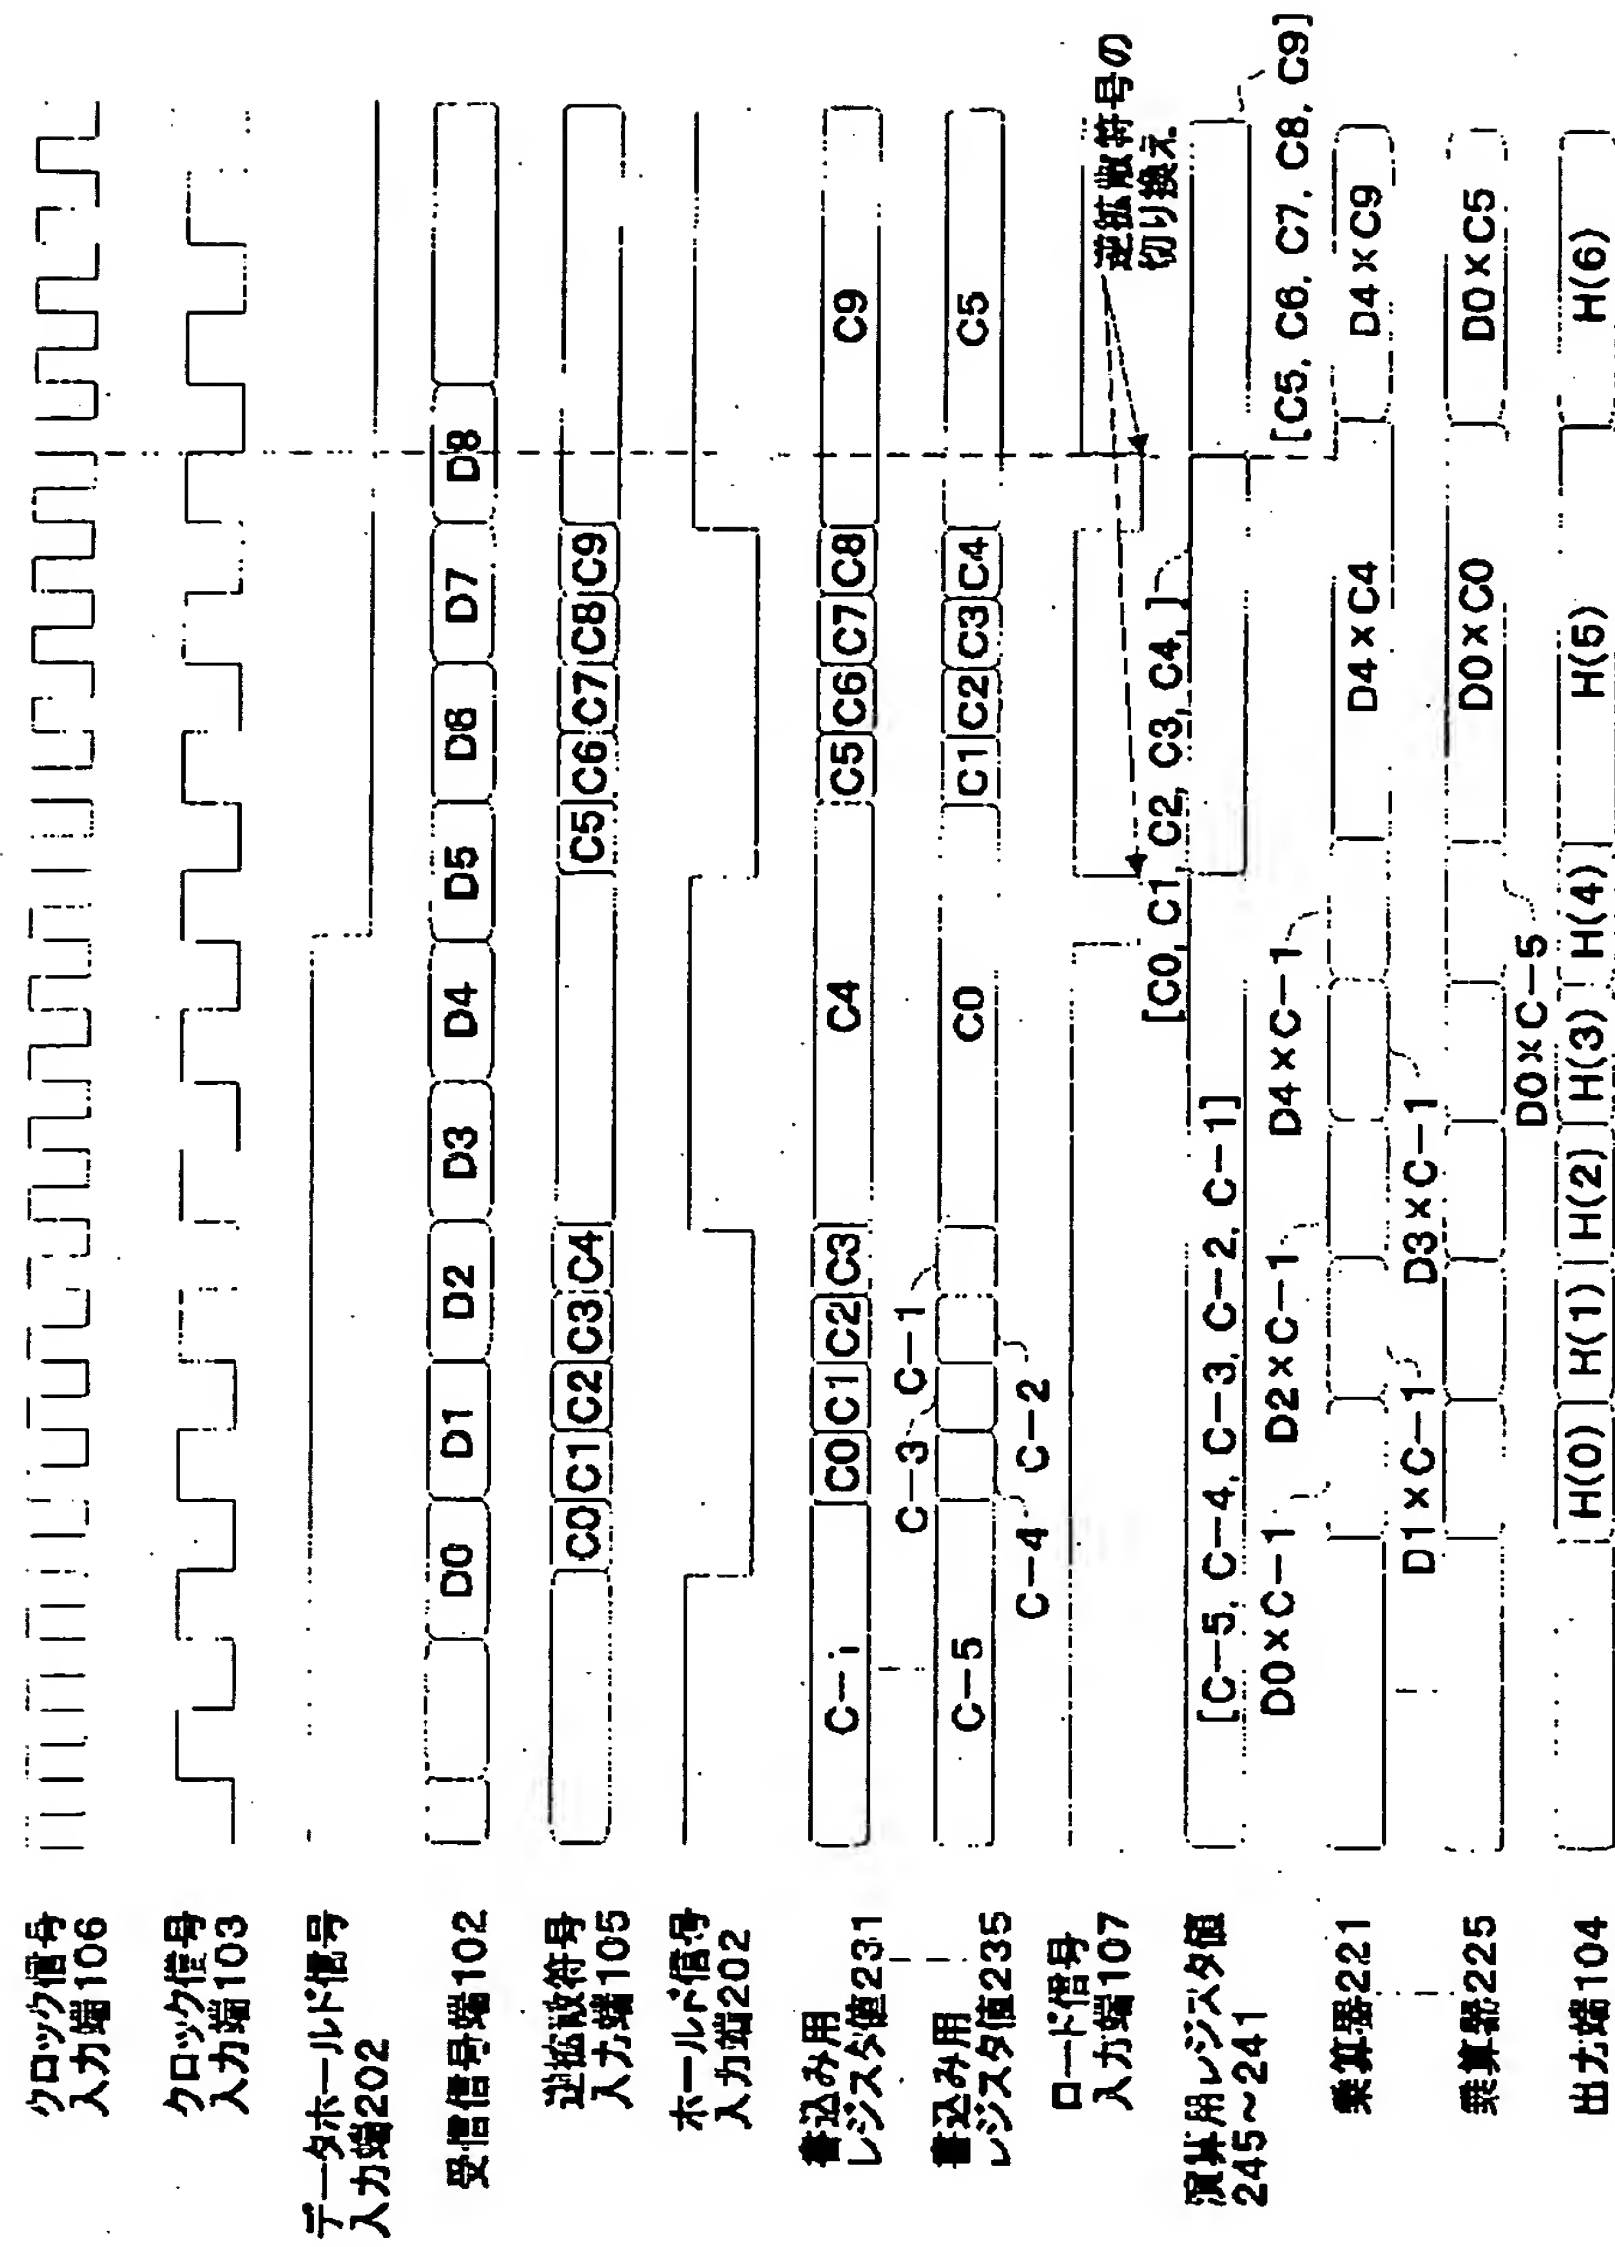 クロック信号
入力端106
クロック信号
入力端103
データホールド信号
入力端202
受信信号端102
D0 D1 D2 D3 D4 D5 D6 D7 D8
逆拡散符号
入力端105
C0 C1 C2 C3 C4 C5 C6 C7 C8 C9
ホールド信号
入力端202
書込み用
レジスタ値231
C-1 C0 C1 C2 C3 C4 C5 C6 C7 C8 C9
C-3 C-1
書込み用
レジスタ値235
C-5 C0 C1 C2 C3 C4 C5
C-4 C-2
ロード信号
入力端107
逆拡散符号の
切り換え
[C0, C1, C2, C3, C4,]
演算用レジスタ値
245~241
[C-5, C-4, C-3, C-2, C-1]
[C5, C6, C7, C8, C9]
D0×C-1 D2×C-1 D4×C-1
乗算器221
D4×C4 D4×C9
D1×C-1 D3×C-1
乗算器225
D0×C0 D0×C5
D0×C-5
出力端104
H(0) H(1) H(2) H(3) H(4) H(5) H(6)